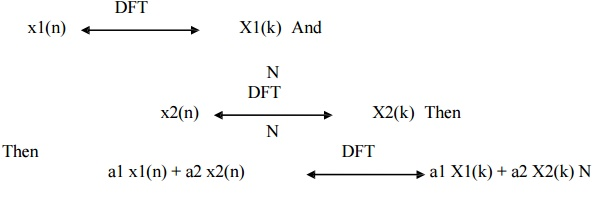 DFT
x1(n) X1(k) And
N
DFT
x2(n) X2(k) Then
N
Then DFT
a1 x1(n) + a2 x2(n) a1 X1(k) + a2 X2(k) N